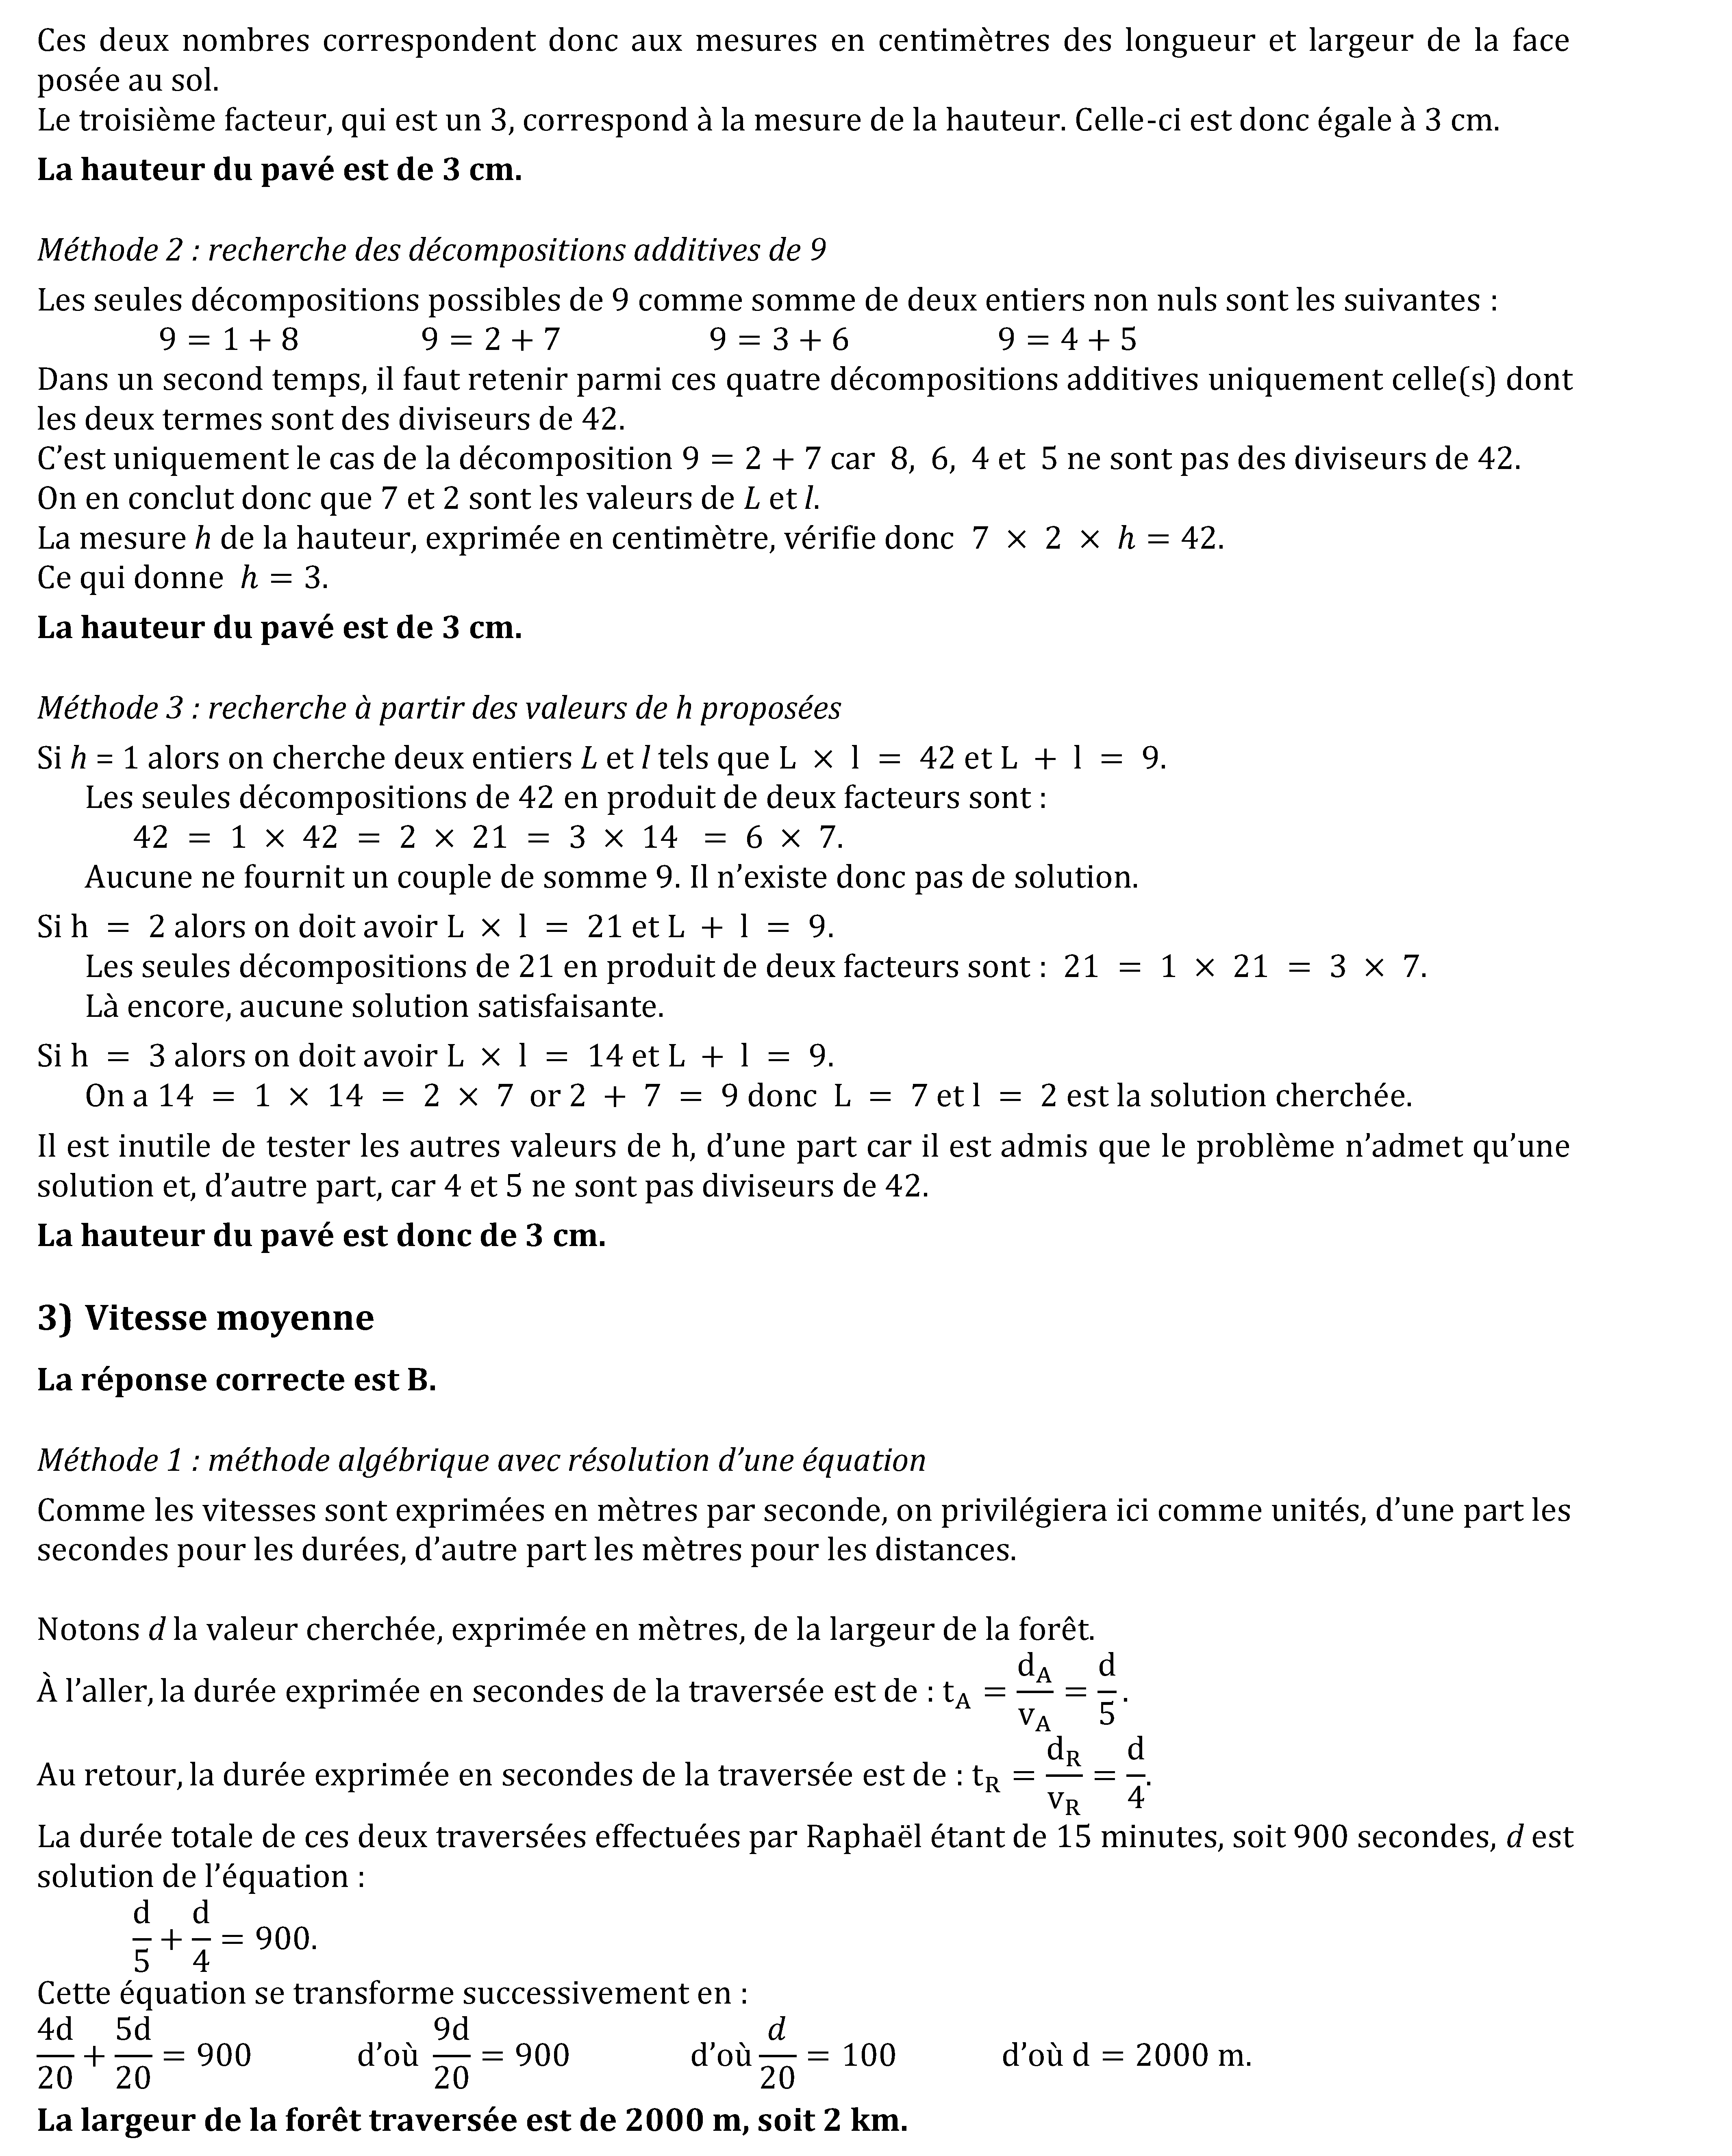 Ces deux nombres correspondent donc aux mesures en centimètres des longueur et largeur de la face
posée au sol.
Le troisième facteur, qui est un 3, correspond à la mesure de la hauteur. Celle-ci est donc égale à 3 cm.
La hauteur du pavé est de 3 cm.
Méthode 2 : recherche des décompositions additives de 9
Les seules décompositions possibles de 9 comme somme de deux entiers non nuls sont les suivantes :
9 = 1 + 8 9 = 2 + 7 9 = 3 + 6 9 = 4 + 5
Dans un second temps, il faut retenir parmi ces quatre décompositions additives uniquement celle(s) dont
les deux termes sont des diviseurs de 42.
C’est uniquement le cas de la décomposition 9 = 2 + 7 car 8, 6, 4 et 5 ne sont pas des diviseurs de 42.
On en conclut donc que 7 et 2 sont les valeurs de L et l.
La mesure h de la hauteur, exprimée en centimètre, vérifie donc 7 × 2 × h = 42.
Ce qui donne h = 3.
La hauteur du pavé est de 3 cm.
Méthode 3 : recherche à partir des valeurs de h proposées
Si h = 1 alors on cherche deux entiers L et l tels que L × l = 42 et L + l = 9.
Les seules décompositions de 42 en produit de deux facteurs sont :
42 = 1 × 42 = 2 × 21 = 3 × 14 = 6 × 7.
Aucune ne fournit un couple de somme 9. Il n’existe donc pas de solution.
Si h = 2 alors on doit avoir L × l = 21 et L + l = 9.
Les seules décompositions de 21 en produit de deux facteurs sont : 21 = 1 × 21 = 3 × 7.
Là encore, aucune solution satisfaisante.
Si h = 3 alors on doit avoir L × l = 14 et L + l = 9.
On a 14 = 1 × 14 = 2 × 7 or 2 + 7 = 9 donc L = 7 et l = 2 est la solution cherchée.
Il est inutile de tester les autres valeurs de h, d’une part car il est admis que le problème n’admet qu’une
solution et, d’autre part, car 4 et 5 ne sont pas diviseurs de 42.
La hauteur du pavé est donc de 3 cm.
3) Vitesse moyenne
La réponse correcte est B.
Méthode 1 : méthode algébrique avec résolution d’une équation
Comme les vitesses sont exprimées en mètres par seconde, on privilégiera ici comme unités, d’une part les
secondes pour les durées, d’autre part les mètres pour les distances.
Notons d la valeur cherchée, exprimée en mètres, de la largeur de la forêt.
À l’aller, la durée exprimée en secondes de la traversée est de : t_A = d_A/v_A = d/5.
Au retour, la durée exprimée en secondes de la traversée est de : t_R = d_R/v_R = d/4.
La durée totale de ces deux traversées effectuées par Raphaël étant de 15 minutes, soit 900 secondes, d est
solution de l’équation :
d/5 + d/4 = 900.
Cette équation se transforme successivement en :
4d/20 + 5d/20 = 900 d’où 9d/20 = 900 d’où d/20 = 100 d’où d = 2000 m.
La largeur de la forêt traversée est de 2000 m, soit 2 km.